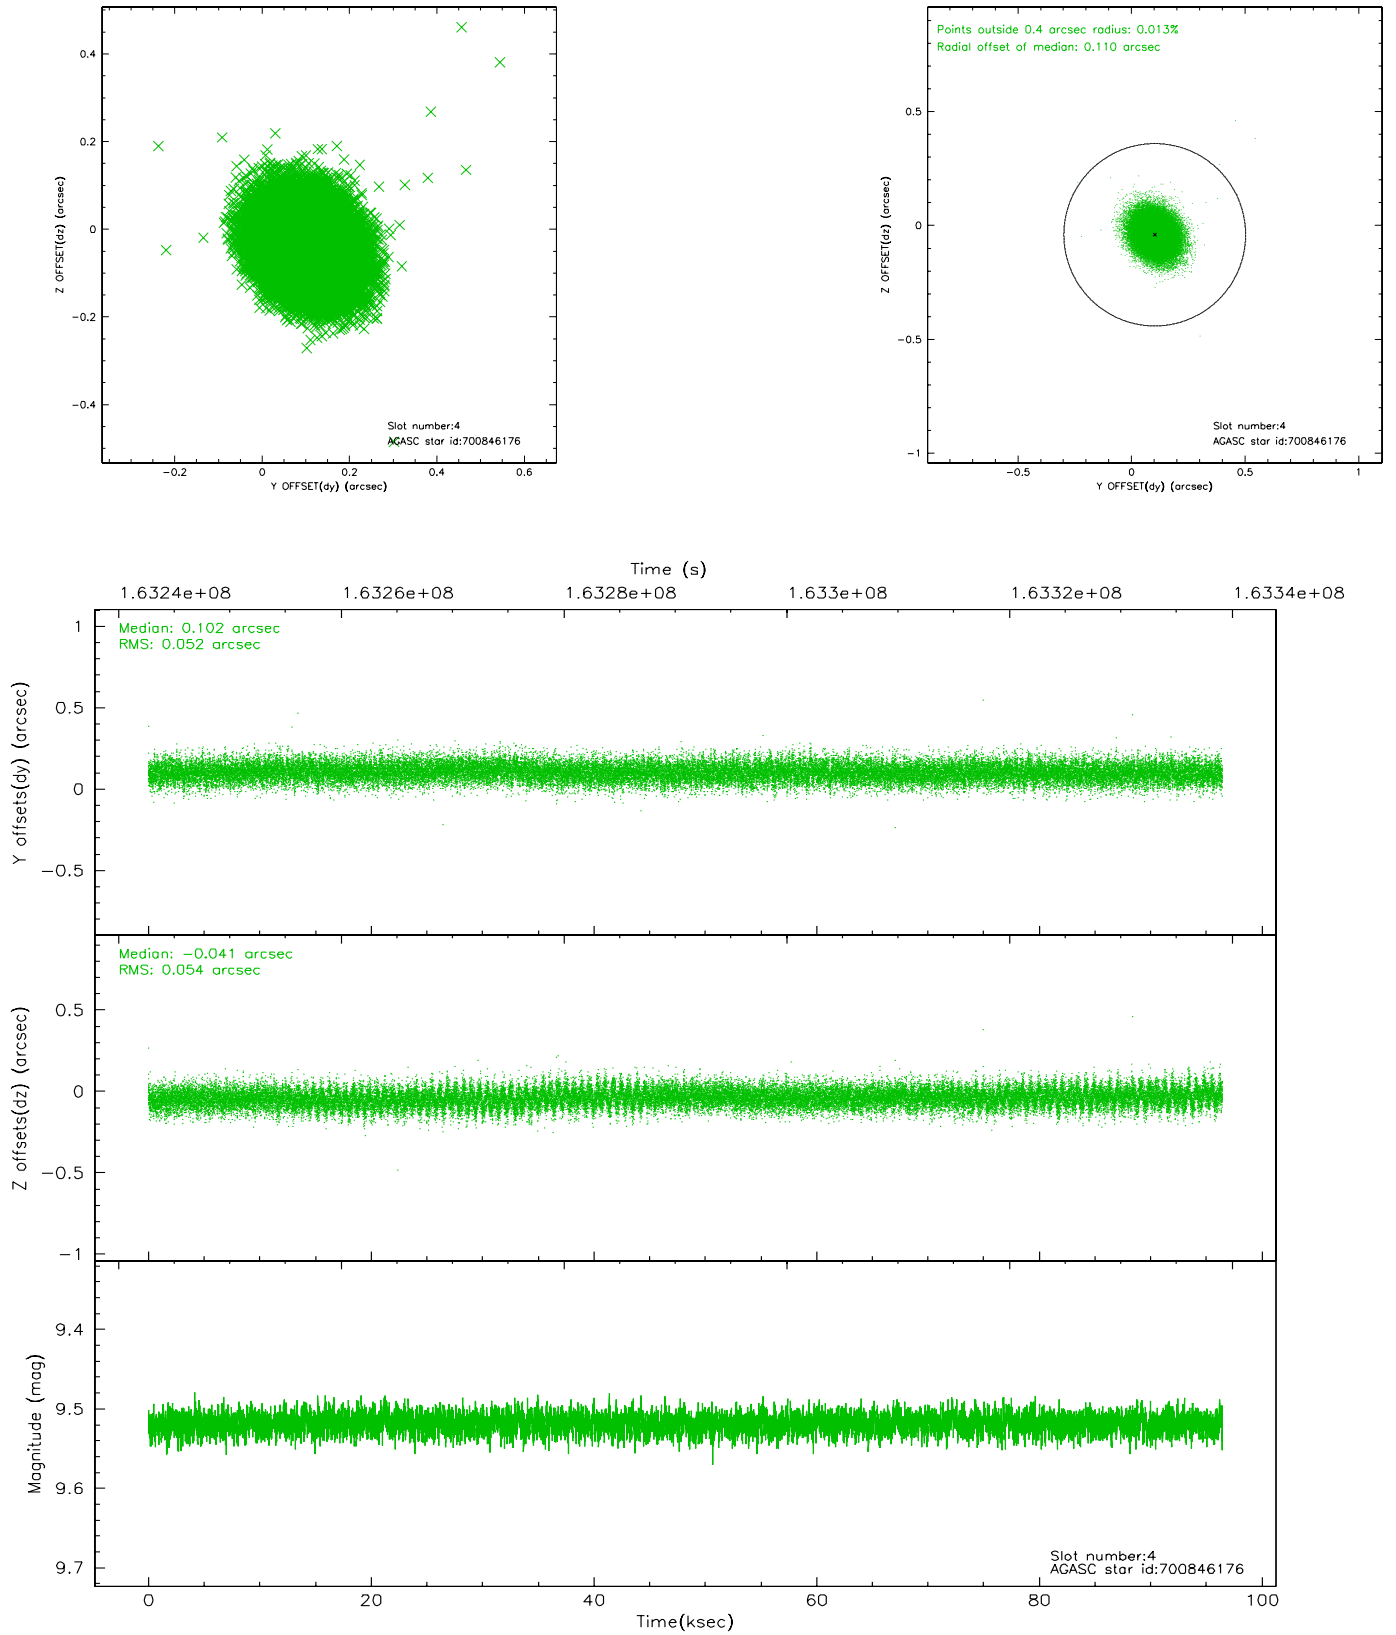 0.4
0.2
0
-0.2
-0.4
Z OFFSET(dz) (arcsec)
Slot number:4
AGASC star id:700846176
-0.2 0 0.2 0.4 0.6
Y OFFSET(dy) (arcsec)
Points outside 0.4 arcsec radius: 0.013%
Radial offset of median: 0.110 arcsec
0.5
0
-0.5
-1
Z OFFSET(dz) (arcsec)
Slot number:4
AGASC star id:700846176
-0.5 0 0.5 1
Y OFFSET(dy) (arcsec)
Time (s)
1.6324e+08 1.6326e+08 1.6328e+08 1.633e+08 1.6332e+08 1.6334e+08
Median: 0.102 arcsec
RMS: 0.052 arcsec
1
0.5
0
-0.5
Y offsets(dy) (arcsec)
Median: -0.041 arcsec
RMS: 0.054 arcsec
0.5
0
-0.5
-1
Z offsets(dz) (arcsec)
9.4
9.5
9.6
9.7
Magnitude (mag)
Slot number:4
AGASC star id:700846176
0 20 40 60 80 100
Time(ksec)